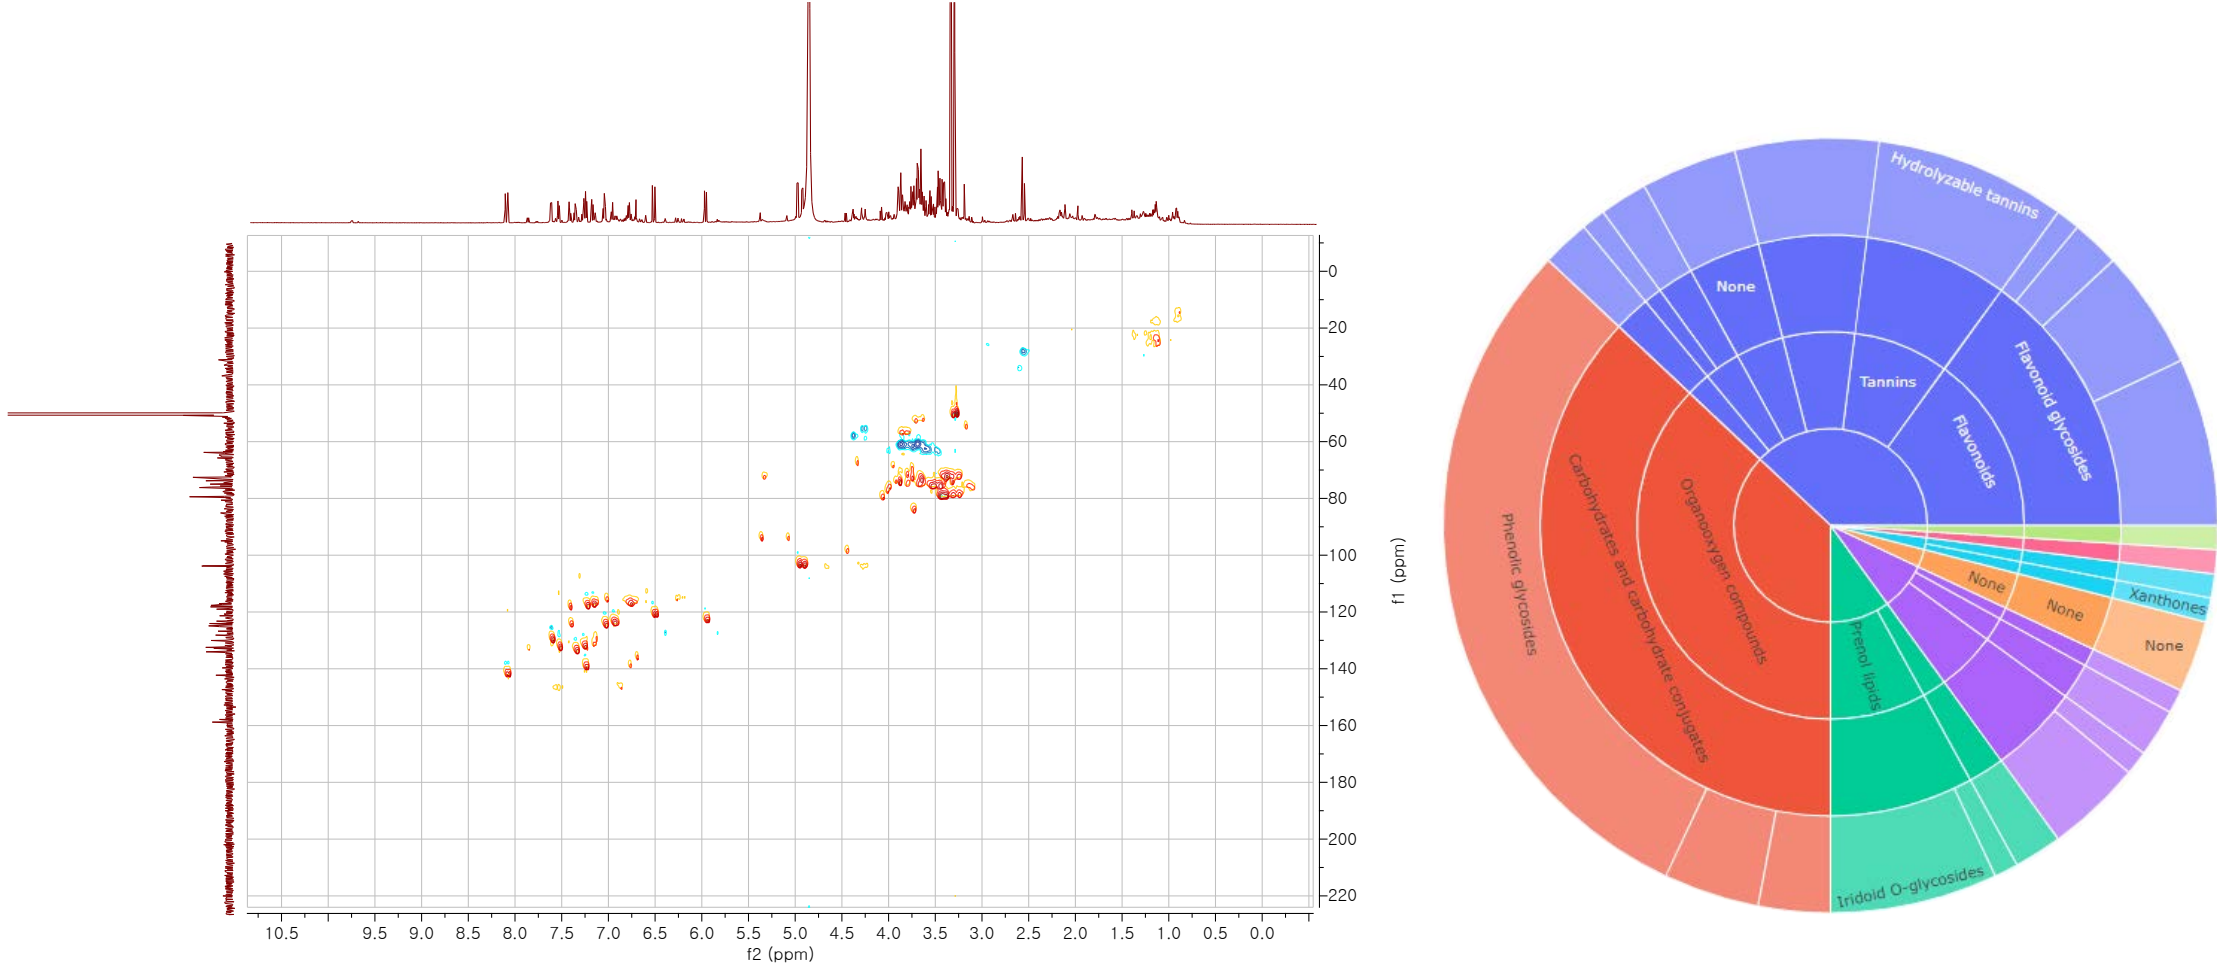 0
20
40
60
80
100
120
140
160
180
200
220
f1 (ppm)
10.5
9.5
9.0
8.5
8.0
7.5
7.0
6.5
6.0
5.5
5.0
4.5
4.0
3.5
3.0
2.5
2.0
1.5
1.0
0.5
0.0
f2 (ppm)
Hydrolyzable tannins
None
Tannins
Flavonoids
Flavonoid glycosides
Phenolic glycosides
Carbohydrates and carbohydrate conjugates
Organooxygen compounds
Prenol lipids
Iridoid O-glycosides
None
None
None
Xanthones